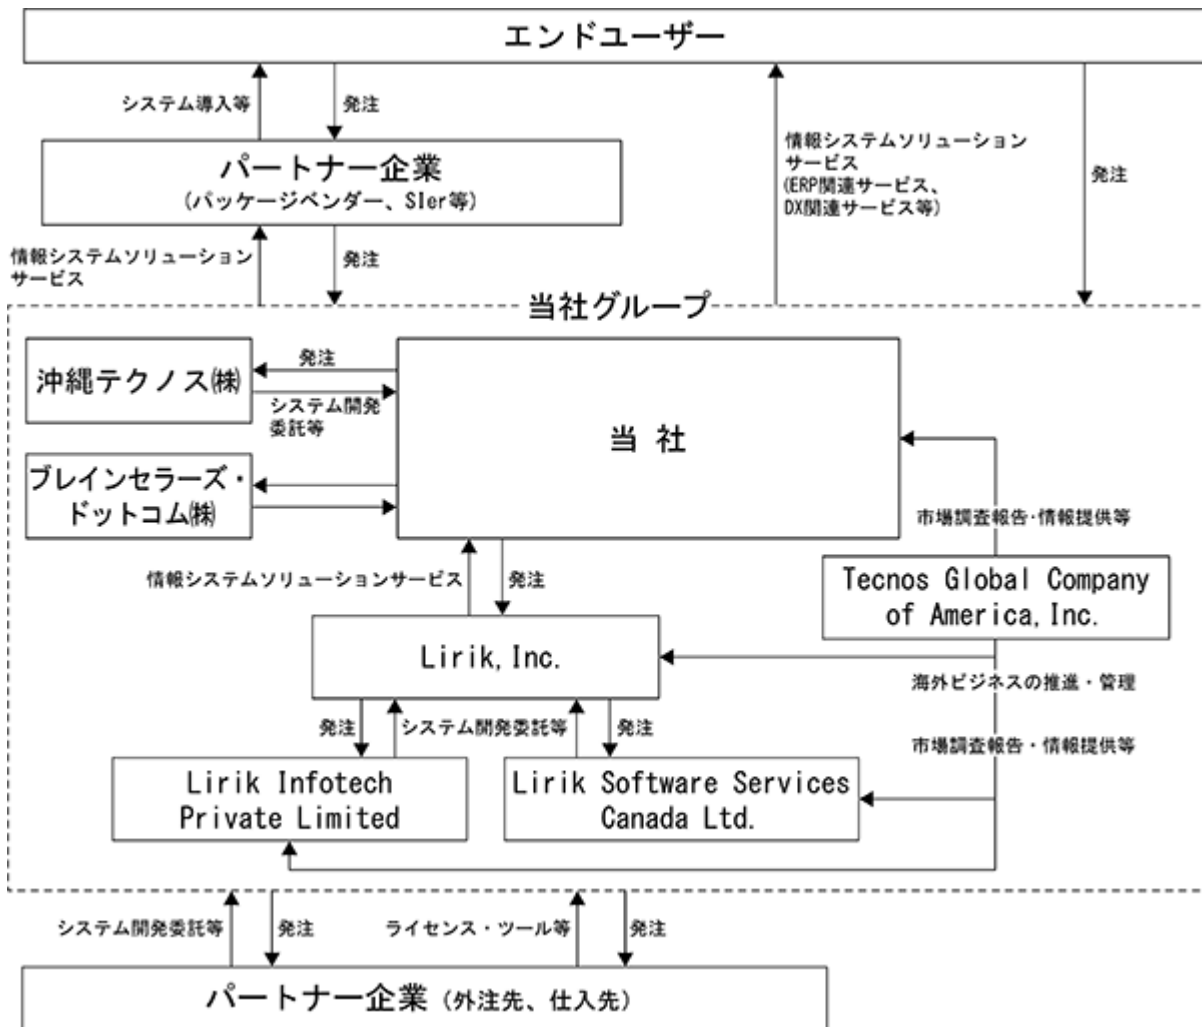 エンドユーザー
システム導入等
発注
パートナー企業
(パッケージベンダー、SIer等)
情報システムソリューション
サービス
(ERP関連サービス、
DX関連サービス等)
発注
情報システムソリューション
サービス
発注
当社グループ
沖縄テクノス㈱
発注
システム開発
委託等
当 社
ブレインセラーズ・
ドットコム㈱
市場調査報告・情報提供等
情報システムソリューションサービス
発注
Tecnos Global Company
of America, Inc.
Lirik, Inc.
海外ビジネスの推進・管理
発注
システム開発委託等
発注
市場調査報告・情報提供等
Lirik Infotech
Private Limited
Lirik Software Services
Canada Ltd.
システム開発委託等
発注
ライセンス・ツール等
発注
パートナー企業(外注先、仕入先)